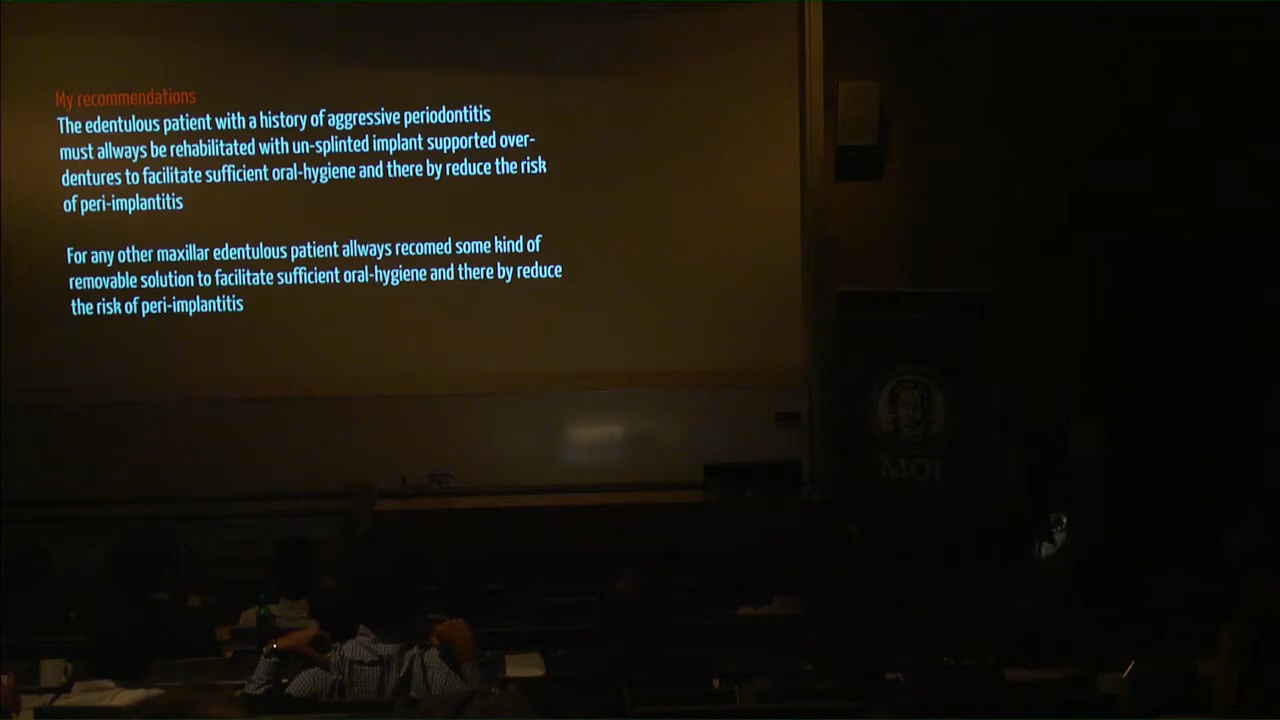 My recommendations
The edentulous patient with a history of aggressive periodontitis
must allways be rehabilitated with un-splinted implant supported over-
dentures to facilitate sufficient oral-hygiene and there by reduce the risk
of peri-implantitis
For any other maxillar edentulous patient allways recomed some kind of
removable solution to facilitate sufficient oral-hygiene and there by reduce
the risk of peri-implantitis
MOI